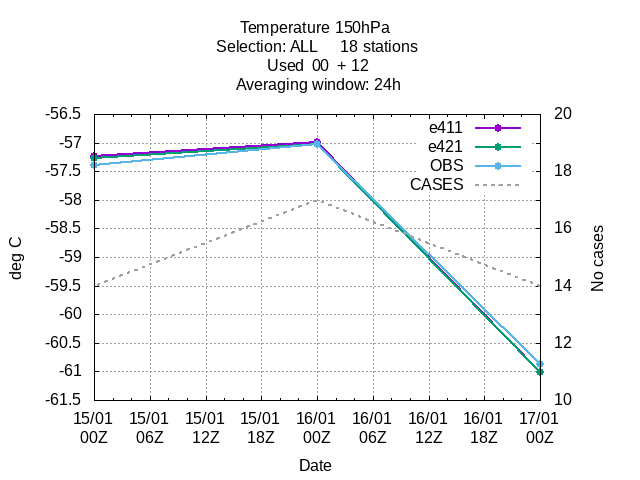 Temperature 150hPa
Selection: ALL     18 stations
Used  00  + 12
Averaging window: 24h
-56.5
-57
-57.5
-58
-58.5
-59
-59.5
-60
-60.5
-61
-61.5
20
18
16
14
12
10
e411
e421
OBS
CASES
deg C
No cases
15/01 15/01 15/01 15/01 16/01 16/01 16/01 16/01 17/01
00Z 06Z 12Z 18Z 00Z 06Z 12Z 18Z 00Z
Date